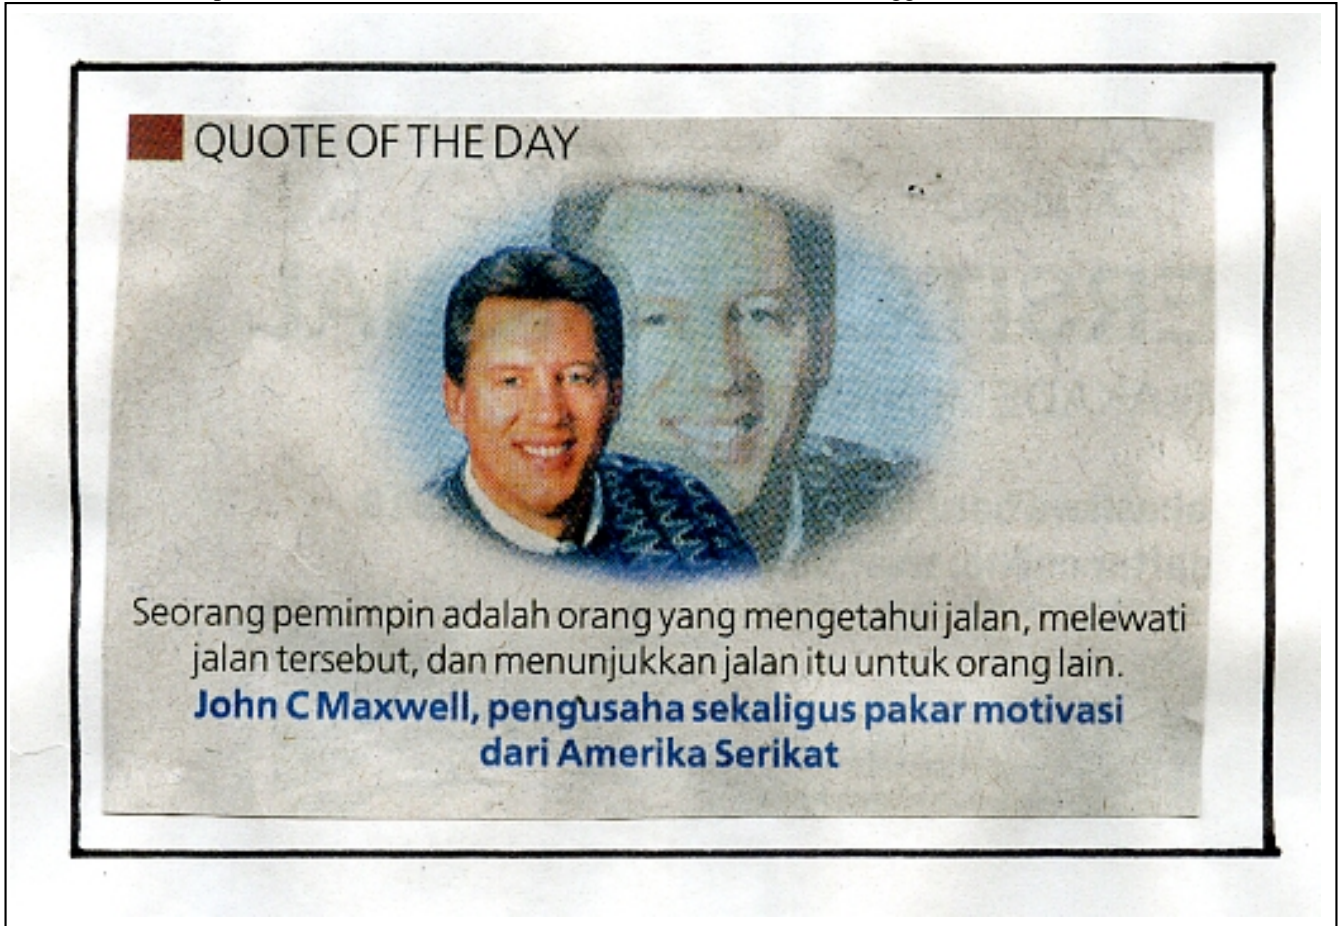 QUOTE OF THE DAY
Seorang pemimpin adalah orang yang mengetahui jalan, melewati
jalan tersebut, dan menunjukkan jalan itu untuk orang lain.
John C Maxwell, pengusaha sekaligus pakar motivasi
dari Amerika Serikat